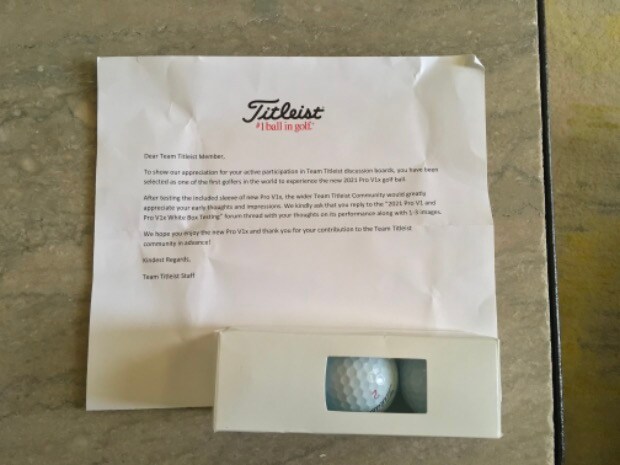 Titleist
#1 ball in golf.
Dear Team Titleist Member,
To show our appreciation for your active participation in Team Titleist discussion boards, you have been
selected as one of the first golfers in the world to experience the new 2021 Pro V1x golf ball.
After testing the included sleeve of new Pro V1x, the wider Team Titleist Community would greatly
appreciate your early thoughts and impressions. We kindly ask that you reply to the "2021 Pro V1 and
Pro V1x White Box Testing" forum thread with your thoughts on its performance along with 1-3 images.
We hope you enjoy the new Pro V1x and thank you for your contribution to the Team Titleist
community in advance!
Kindest Regards,
Team Titleist Staff
2